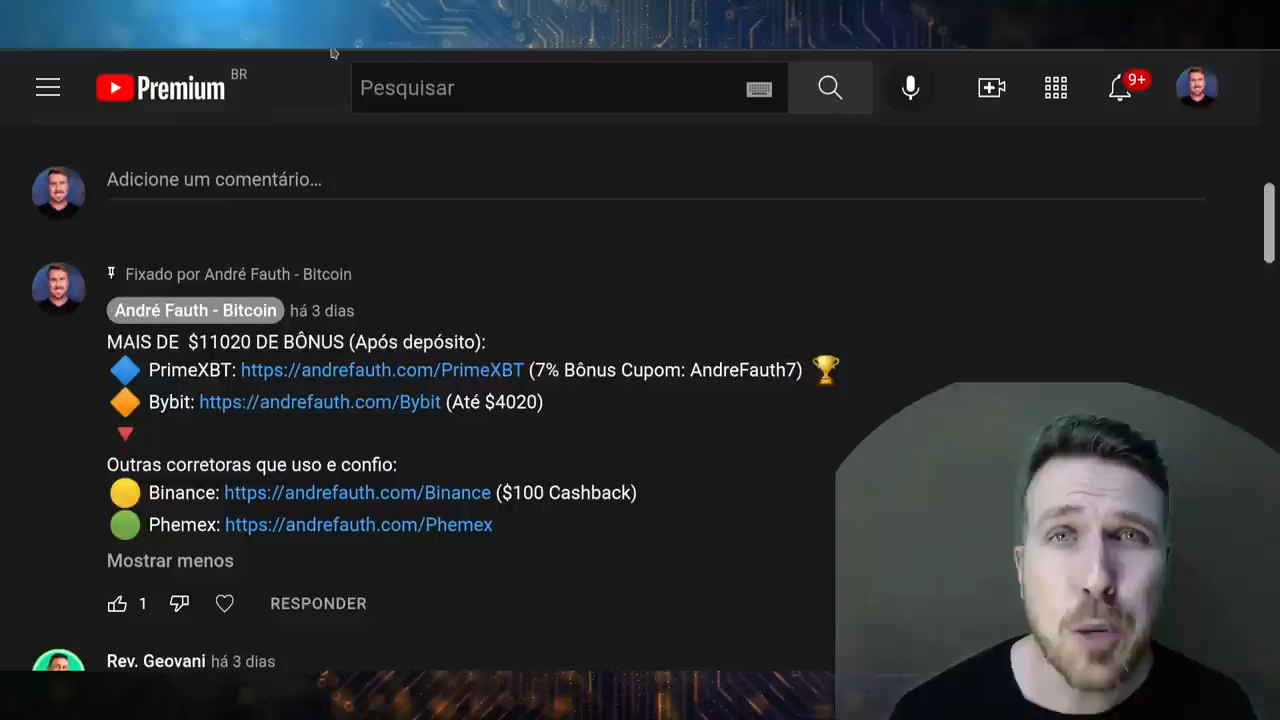 Premium BR
Pesquisar
9+
Adicione um comentário...
Fixado por André Fauth - Bitcoin
André Fauth - Bitcoin há 3 dias
MAIS DE $11020 DE BÔNUS (Após depósito):
PrimeXBT: https://andrefauth.com/PrimeXBT (7% Bônus Cupom: AndreFauth7)
Bybit: https://andrefauth.com/Bybit (Até $4020)
Outras corretoras que uso e confio:
Binance: https://andrefauth.com/Binance ($100 Cashback)
Phemex: https://andrefauth.com/Phemex
Mostrar menos
1 RESPONDER
Rev. Geovani há 3 dias